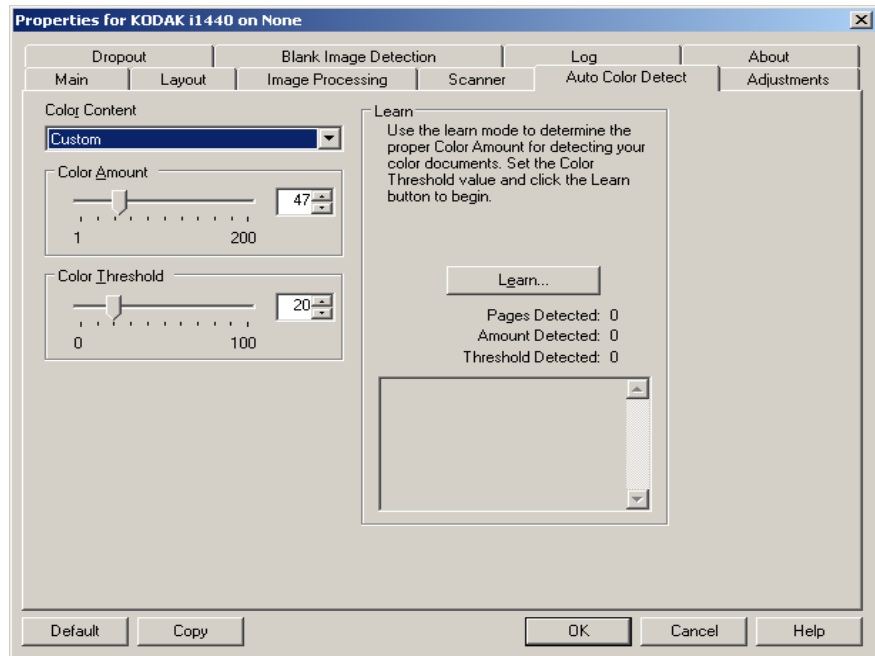 Properties for KODAK i1440 on None
Dropout
Blank Image Detection
Log
About
Main
Layout
Image Processing
Scanner
Auto Color Detect
Adjustments
Color Content
Custom
Color Amount
47
1
200
Color Threshold
20
0
100
Learn
Use the learn mode to determine the
proper Color Amount for detecting your
color documents. Set the Color
Threshold value and click the Learn
button to begin.
Learn...
Pages Detected: 0
Amount Detected: 0
Threshold Detected: 0
Default
Copy
OK
Cancel
Help